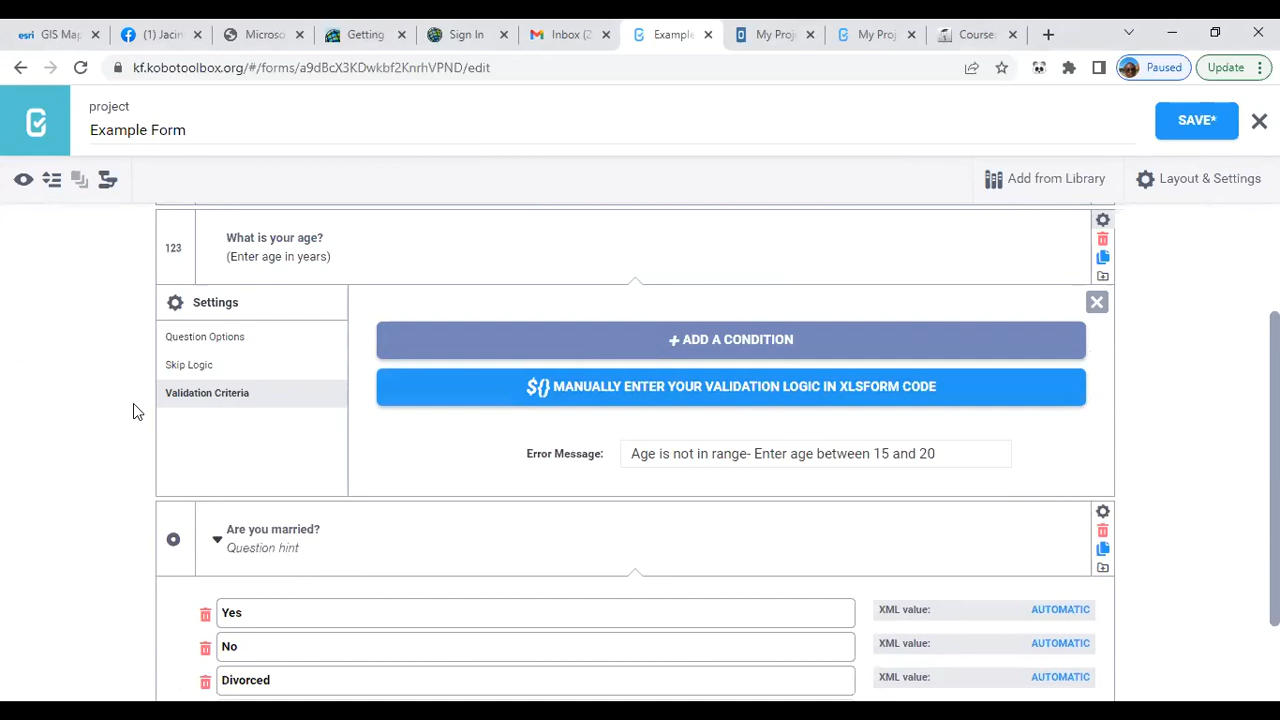 esri GIS Map
(1) Jacin
Microso
Getting
Sign In
Inbox (2
Example
My Proj
My Proj
Course:
kf.kobotoolbox.org/#/forms/a9dBcX3KDwkbf2KnrhVPND/edit
Paused
Update
project
Example Form
SAVE*
Add from Library
Layout & Settings
123
What is your age?
(Enter age in years)
Settings
Question Options
Skip Logic
Validation Criteria
+ ADD A CONDITION
${} MANUALLY ENTER YOUR VALIDATION LOGIC IN XLSFORM CODE
Error Message:
Age is not in range- Enter age between 15 and 20
Are you married?
Question hint
Yes
XML value:
AUTOMATIC
No
XML value:
AUTOMATIC
Divorced
XML value:
AUTOMATIC